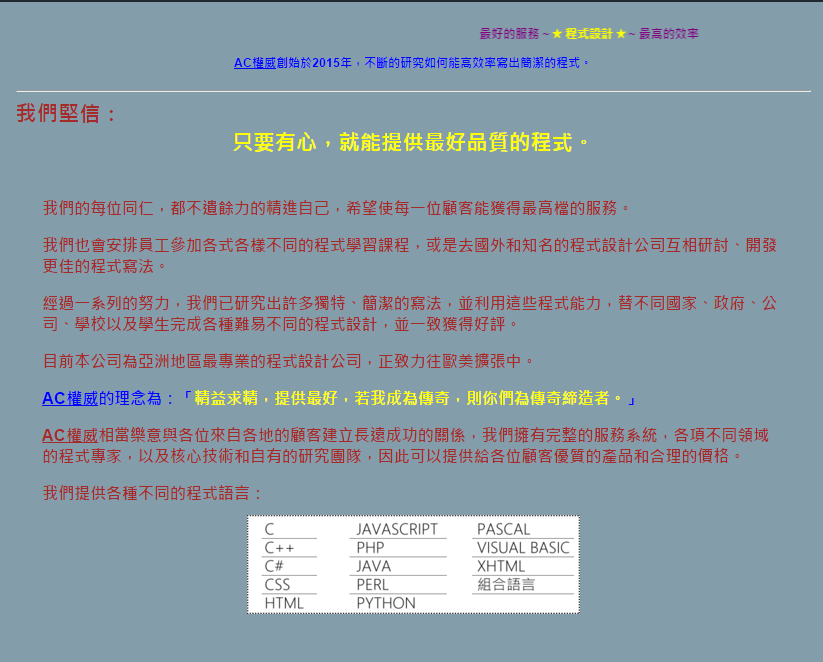 最好的服務～★程式設計★～最高的效率
AC權威創始於2015年，不斷的研究如何能高效率寫出簡潔的程式。
我們堅信：
只要有心，就能提供最好品質的程式。
我們的每位同仁，都不遺餘力的精進自己，希望使每一位顧客能獲得最高檔的服務。
我們也會安排員工參加各式各樣不同的程式學習課程，或是去國外和知名的程式設計公司互相研討、開發
更佳的程式寫法。
經過一系列的努力，我們已研究出許多獨特、簡潔的寫法，並利用這些程式能力，替不同國家、政府、公
司、學校以及學生完成各種難易不同的程式設計，並一致獲得好評。
目前本公司為亞洲地區最專業的程式設計公司，正致力往歐美擴張中。
AC權威的理念為：「精益求精，提供最好，若我成為傳奇，則你們為傳奇締造者。」
AC權威相當樂意與各位來自各地的顧客建立長遠成功的關係，我們擁有完整的服務系統，各項不同領域
的程式專家，以及核心技術和自有的研究團隊，因此可以提供給各位顧客優質的產品和合理的價格。
我們提供各種不同的程式語言：
C JAVASCRIPT PASCAL
C++ PHP VISUAL BASIC
C# JAVA XHTML
CSS PERL 組合語言
HTML PYTHON